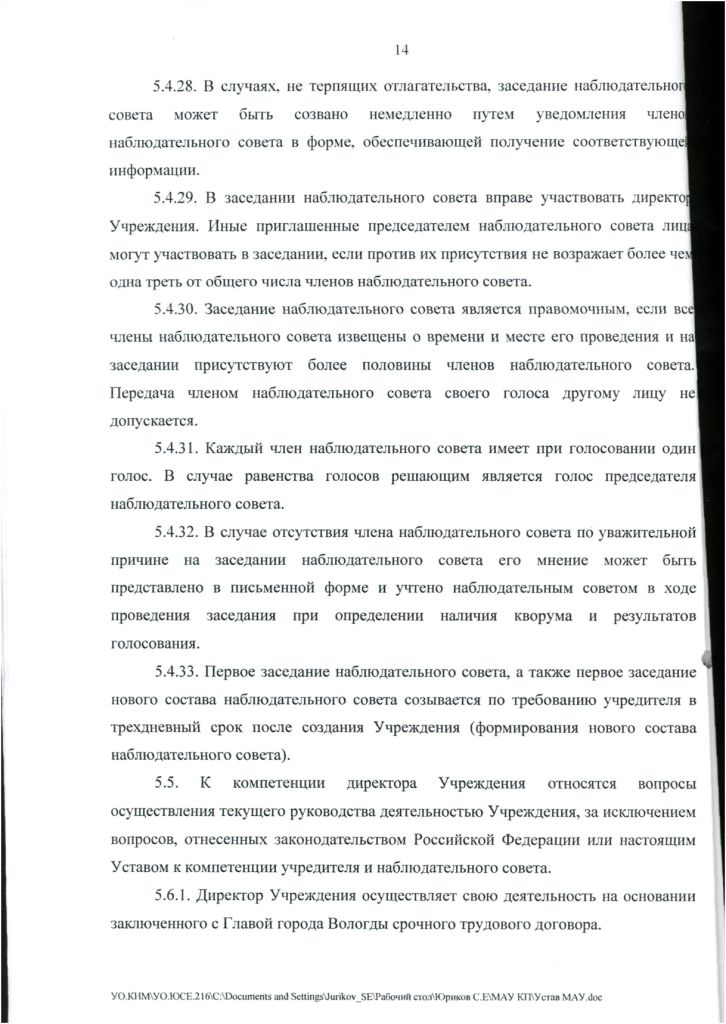 14
5.4.28. В случаях, не терпящих отлагательства, заседание наблюдательног
совета может быть созвано немедленно путем уведомления члено
наблюдательного совета в форме, обеспечивающей получение соответствующе
информации.
5.4.29. В заседании наблюдательного совета вправе участвовать директор
Учреждения. Иные приглашенные председателем наблюдательного совета лица
могут участвовать в заседании, если против их присутствия не возражает более чем
одна треть от общего числа членов наблюдательного совета.
5.4.30. Заседание наблюдательного совета является правомочным, если все
члены наблюдательного совета извещены о времени и месте его проведения и на
заседании присутствуют более половины членов наблюдательного совета.
Передача членом наблюдательного совета своего голоса другому лицу не
допускается.
5.4.31. Каждый член наблюдательного совета имеет при голосовании один
голос. В случае равенства голосов решающим является голос председателя
наблюдательного совета.
5.4.32. В случае отсутствия члена наблюдательного совета по уважительной
причине на заседании наблюдательного совета его мнение может быть
представлено в письменной форме и учтено наблюдательным советом в ходе
проведения заседания при определении наличия кворума и результатов
голосования.
5.4.33. Первое заседание наблюдательного совета, а также первое заседание
нового состава наблюдательного совета созывается по требованию учредителя в
трехдневный срок после создания Учреждения (формирования нового состава
наблюдательного совета).
5.5. К компетенции директора Учреждения относятся вопросы
осуществления текущего руководства деятельностью Учреждения, за исключением
вопросов, отнесенных законодательством Российской Федерации или настоящим
Уставом к компетенции учредителя и наблюдательного совета.
5.6.1. Директор Учреждения осуществляет свою деятельность на основании
заключенного с Главой города Вологды срочного трудового договора.
УО.КНМ\УО.ЮСЕ.216\C:\Documents and Settings\Jurikov_SE\Рабочий стол\Юриков С.Е\МАУ КП\Устав МАУ.doc